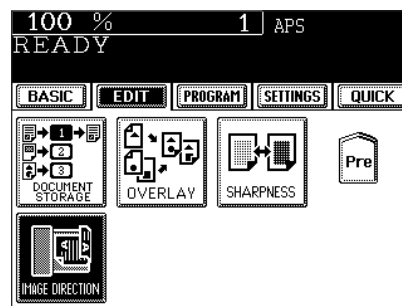 100 % 1 APS
READY
BASIC EDIT PROGRAM SETTINGS QUICK
1
2
3
DOCUMENT
STORAGE
OVERLAY
SHARPNESS
Pre
IMAGE DIRECTION